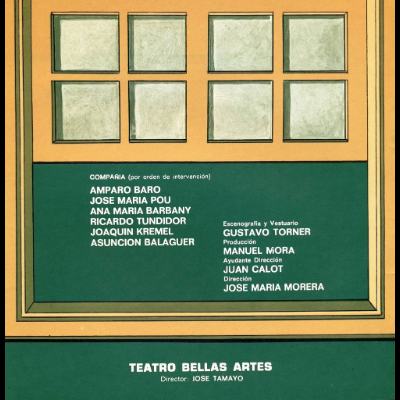 COMPAÑIA (por orden de intervención)
AMPARO BARO
JOSE MARIA POU
ANA MARIA BARBANY
RICARDO TUNDIDOR
JOAQUIN KREMEL
ASUNCION BALAGUER
Escenografía y Vestuario
GUSTAVO TORNER
Producción
MANUEL MORA
Ayudante Dirección
JUAN CALOT
Dirección
JOSE MARIA MORERA
TEATRO BELLAS ARTES
Director: JOSE TAMAYO